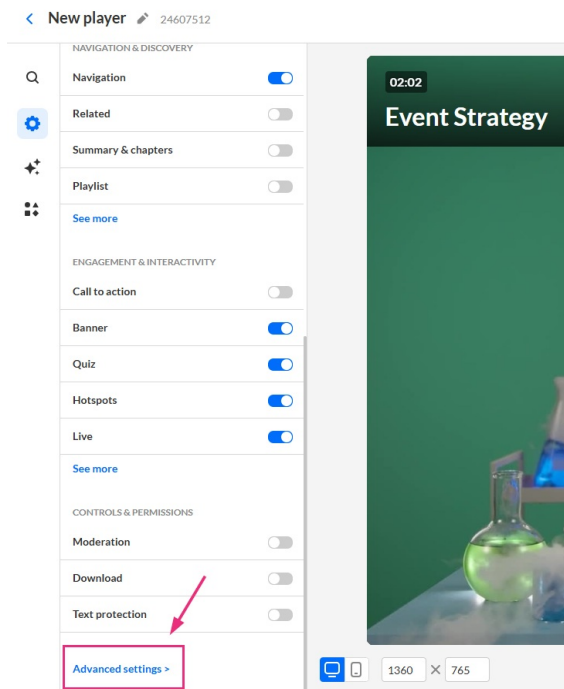 New player 24607512
NAVIGATION & DISCOVERY
Navigation
Related
Summary & chapters
Playlist
See more
ENGAGEMENT & INTERACTIVITY
Call to action
Banner
Quiz
Hotspots
Live
See more
CONTROLS & PERMISSIONS
Moderation
Download
Text protection
Advanced settings >
02:02
Event Strategy
1360 × 765